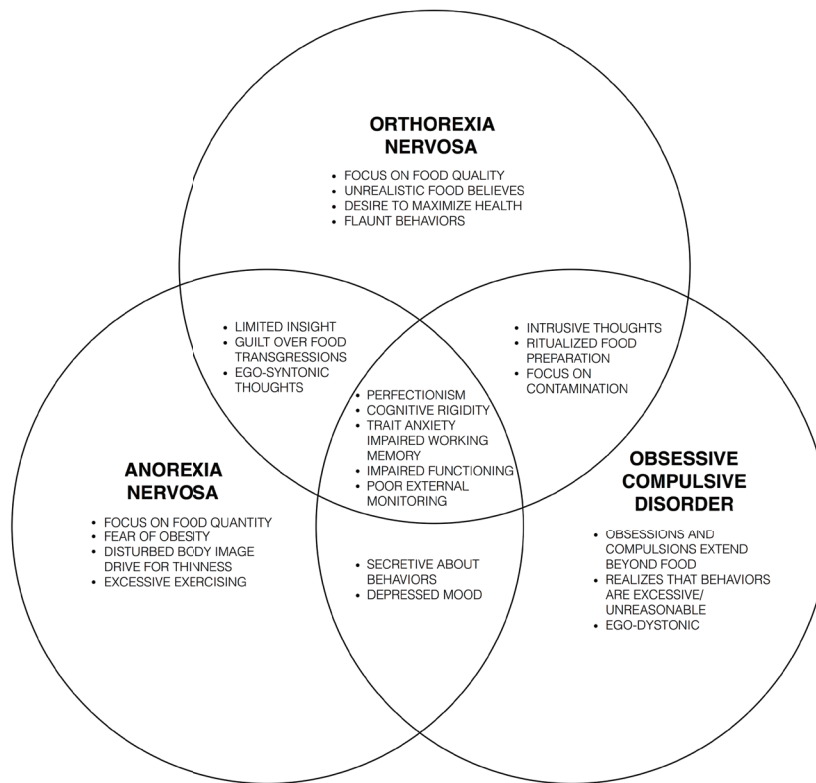 ORTHOREXIA
NERVOSA
• FOCUS ON FOOD QUALITY
• UNREALISTIC FOOD BELIEVES
• DESIRE TO MAXIMIZE HEALTH
• FLAUNT BEHAVIORS
• LIMITED INSIGHT
• GUILT OVER FOOD
TRANSGRESSIONS
• EGO-SYNTONIC
THOUGHTS
• INTRUSIVE THOUGHTS
• RITUALIZED FOOD
PREPARATION
• FOCUS ON
CONTAMINATION
• PERFECTIONISM
• COGNITIVE RIGIDITY
• TRAIT ANXIETY
IMPAIRED WORKING
MEMORY
• IMPAIRED FUNCTIONING
• POOR EXTERNAL
MONITORING
ANOREXIA
NERVOSA
• FOCUS ON FOOD QUANTITY
• FEAR OF OBESITY
• DISTURBED BODY IMAGE
DRIVE FOR THINNESS
• EXCESSIVE EXERCISING
• SECRETIVE ABOUT
BEHAVIORS
• DEPRESSED MOOD
OBSESSIVE
COMPULSIVE
DISORDER
• OBSESSIONS AND
COMPULSIONS EXTEND
BEYOND FOOD
• REALIZES THAT BEHAVIORS
ARE EXCESSIVE/
UNREASONABLE
• EGO-DYSTONIC